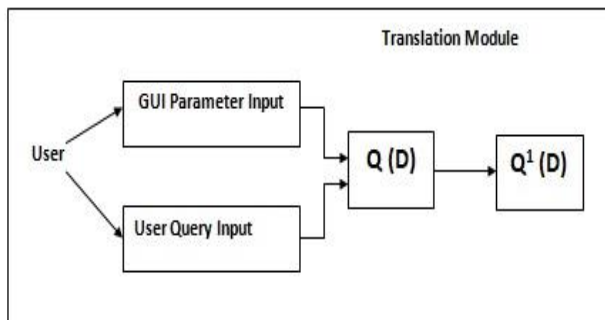 Translation Module
GUI Parameter Input
User
Q (D)
Q¹ (D)
User Query Input